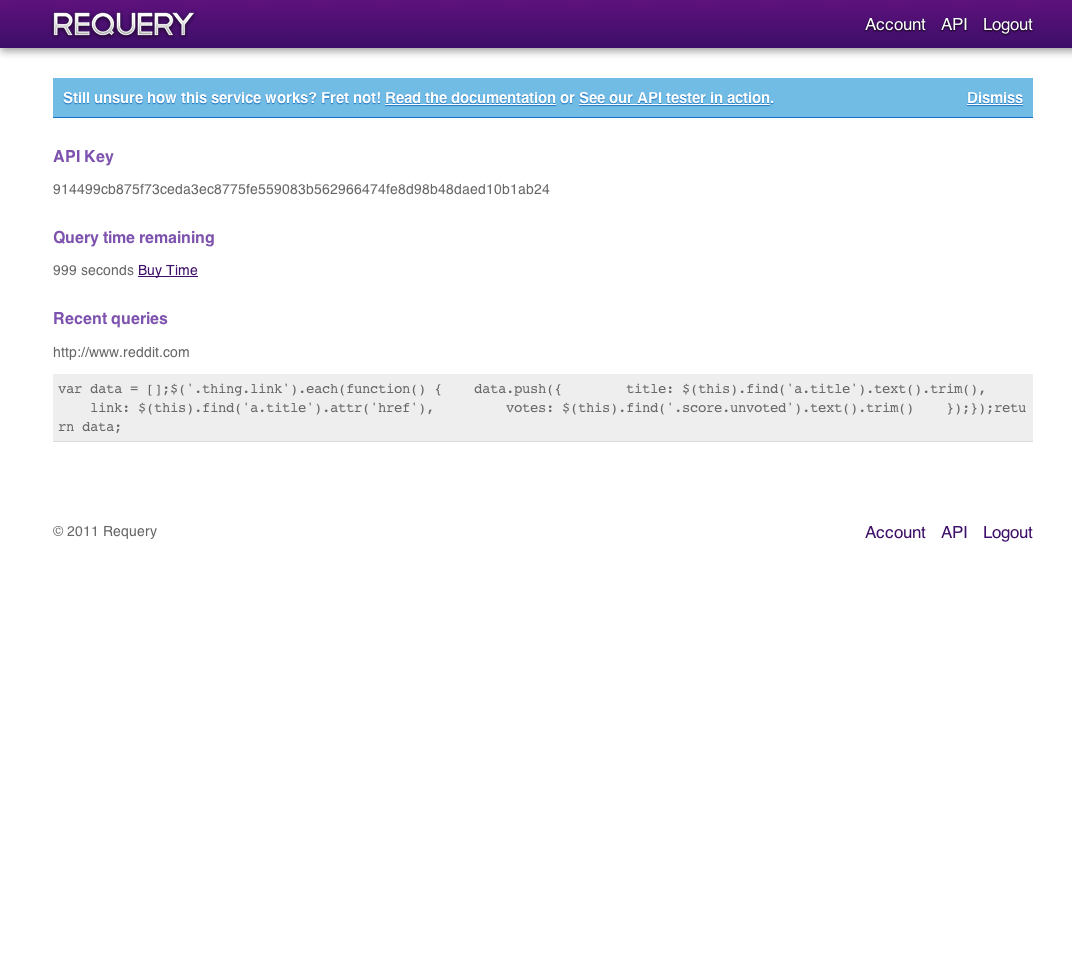 REQUERY
Account API Logout
Still unsure how this service works? Fret not! Read the documentation or See our API tester in action. Dismiss
API Key
914499cb875f73ceda3ec8775fe559083b562966474fe8d98b48daed10b1ab24
Query time remaining
999 seconds Buy Time
Recent queries
http://www.reddit.com
var data = [];$('.thing.link').each(function() {    data.push({        title: $(this).find('a.title').text().trim(),
    link: $(this).find('a.title').attr('href'),         votes: $(this).find('.score.unvoted').text().trim()    });});retu
rn data;
© 2011 Requery
Account API Logout